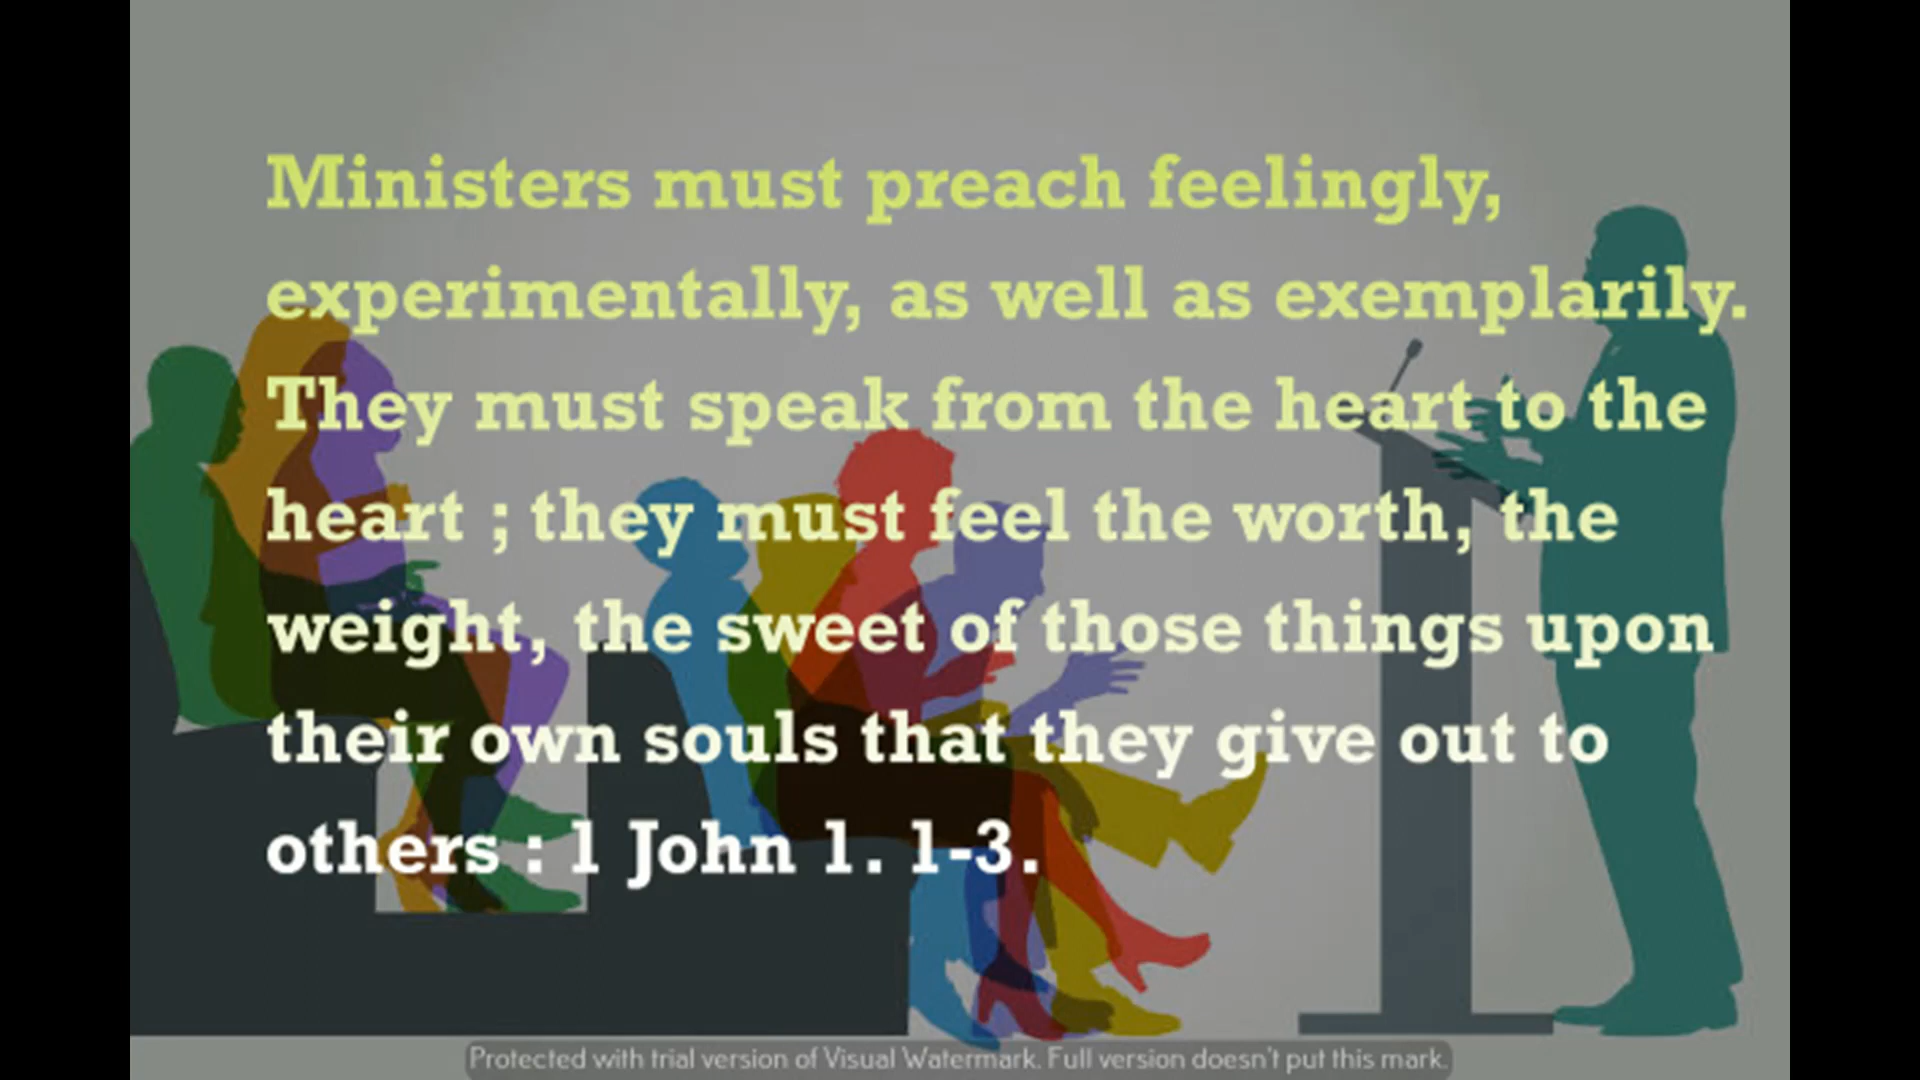 Ministers must preach feelingly,
experimentally, as well as exemplarily.
They must speak from the heart to the
heart ; they must feel the worth, the
weight, the sweet of those things upon
their own souls that they give out to
others : 1 John 1. 1-3.
Protected with trial version of Visual Watermark. Full version doesn't put this mark.